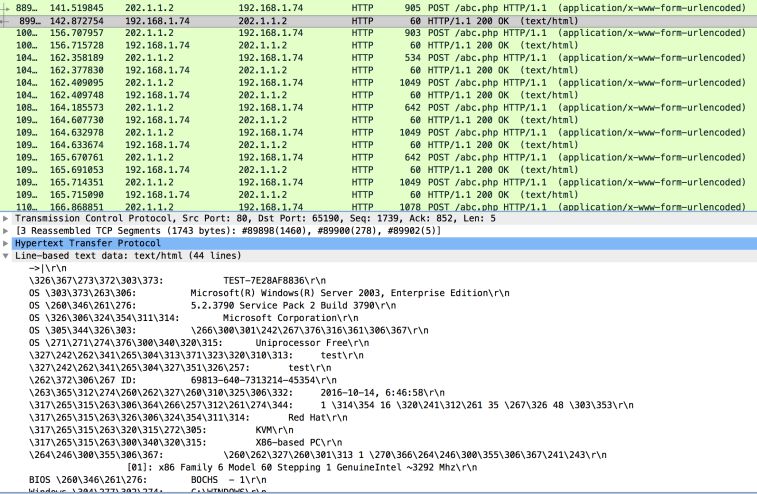 889… 141.519845 202.1.1.2 192.168.1.74 HTTP 905 POST /abc.php HTTP/1.1 (application/x-www-form-urlencoded)
899… 142.872754 192.168.1.74 202.1.1.2 HTTP 60 HTTP/1.1 200 OK (text/html)
100… 156.707957 202.1.1.2 192.168.1.74 HTTP 903 POST /abc.php HTTP/1.1 (application/x-www-form-urlencoded)
100… 156.715728 192.168.1.74 202.1.1.2 HTTP 60 HTTP/1.1 200 OK (text/html)
104… 162.358189 202.1.1.2 192.168.1.74 HTTP 534 POST /abc.php HTTP/1.1 (application/x-www-form-urlencoded)
104… 162.377830 192.168.1.74 202.1.1.2 HTTP 60 HTTP/1.1 200 OK (text/html)
104… 162.409095 202.1.1.2 192.168.1.74 HTTP 1049 POST /abc.php HTTP/1.1 (application/x-www-form-urlencoded)
104… 162.409748 192.168.1.74 202.1.1.2 HTTP 60 HTTP/1.1 200 OK (text/html)
108… 164.185573 202.1.1.2 192.168.1.74 HTTP 642 POST /abc.php HTTP/1.1 (application/x-www-form-urlencoded)
109… 164.607730 192.168.1.74 202.1.1.2 HTTP 60 HTTP/1.1 200 OK (text/html)
109… 164.632978 202.1.1.2 192.168.1.74 HTTP 1049 POST /abc.php HTTP/1.1 (application/x-www-form-urlencoded)
109… 164.633674 192.168.1.74 202.1.1.2 HTTP 60 HTTP/1.1 200 OK (text/html)
109… 165.670761 202.1.1.2 192.168.1.74 HTTP 642 POST /abc.php HTTP/1.1 (application/x-www-form-urlencoded)
109… 165.691053 192.168.1.74 202.1.1.2 HTTP 60 HTTP/1.1 200 OK (text/html)
109… 165.714351 202.1.1.2 192.168.1.74 HTTP 1049 POST /abc.php HTTP/1.1 (application/x-www-form-urlencoded)
109… 165.715090 192.168.1.74 202.1.1.2 HTTP 60 HTTP/1.1 200 OK (text/html)
110… 166.868851 202.1.1.2 192.168.1.74 HTTP 1078 POST /abc.php HTTP/1.1 (application/x-www-form-urlencoded)
Transmission Control Protocol, Src Port: 80, Dst Port: 65190, Seq: 1739, Ack: 852, Len: 5
[3 Reassembled TCP Segments (1743 bytes): #89898(1460), #89900(278), #89902(5)]
Hypertext Transfer Protocol
Line-based text data: text/html (44 lines)
->|\r\n
\326\367\273\372\303\373: TEST-7E28AF8836\r\n
OS \303\373\263\306: Microsoft(R) Windows(R) Server 2003, Enterprise Edition\r\n
OS \260\346\261\276: 5.2.3790 Service Pack 2 Build 3790\r\n
OS \326\306\324\354\311\314: Microsoft Corporation\r\n
OS \305\344\326\303: \266\300\301\242\267\376\316\361\306\367\r\n
OS \271\271\274\376\300\340\320\315: Uniprocessor Free\r\n
\327\242\262\341\265\304\313\371\323\320\310\313: test\r\n
\327\242\262\341\265\304\327\351\326\257: test\r\n
\262\372\306\267 ID: 69813-640-7313214-45354\r\n
\263\365\312\274\260\262\327\260\310\325\306\332: 2016-10-14, 6:46:58\r\n
\317\265\315\263\306\364\266\257\312\261\274\344: 1 \314\354 16 \320\241\312\261 35 \267\326 48 \303\353\r\n
\317\265\315\263\326\306\324\354\311\314: Red Hat\r\n
\317\265\315\263\320\315\272\305: KVM\r\n
\317\265\315\263\300\340\320\315: X86-based PC\r\n
\264\246\300\355\306\367: \260\262\327\260\301\313 1 \270\366\264\246\300\355\306\367\241\243\r\n
[01]: x86 Family 6 Model 60 Stepping 1 GenuineIntel ~3292 Mhz\r\n
BIOS \260\346\261\276: BOCHS - 1\r\n
Windows \304\277\302\274: C:\WINDOWS\r\n